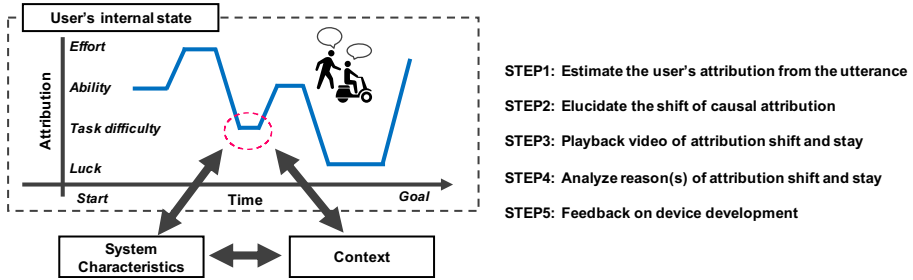 User's internal state
Attribution
Effort
Ability
Task difficulty
Luck
Start
Time
Goal
System
Characteristics
Context
STEP1: Estimate the user's attribution from the utterance
STEP2: Elucidate the shift of causal attribution
STEP3: Playback video of attribution shift and stay
STEP4: Analyze reason(s) of attribution shift and stay
STEP5: Feedback on device development